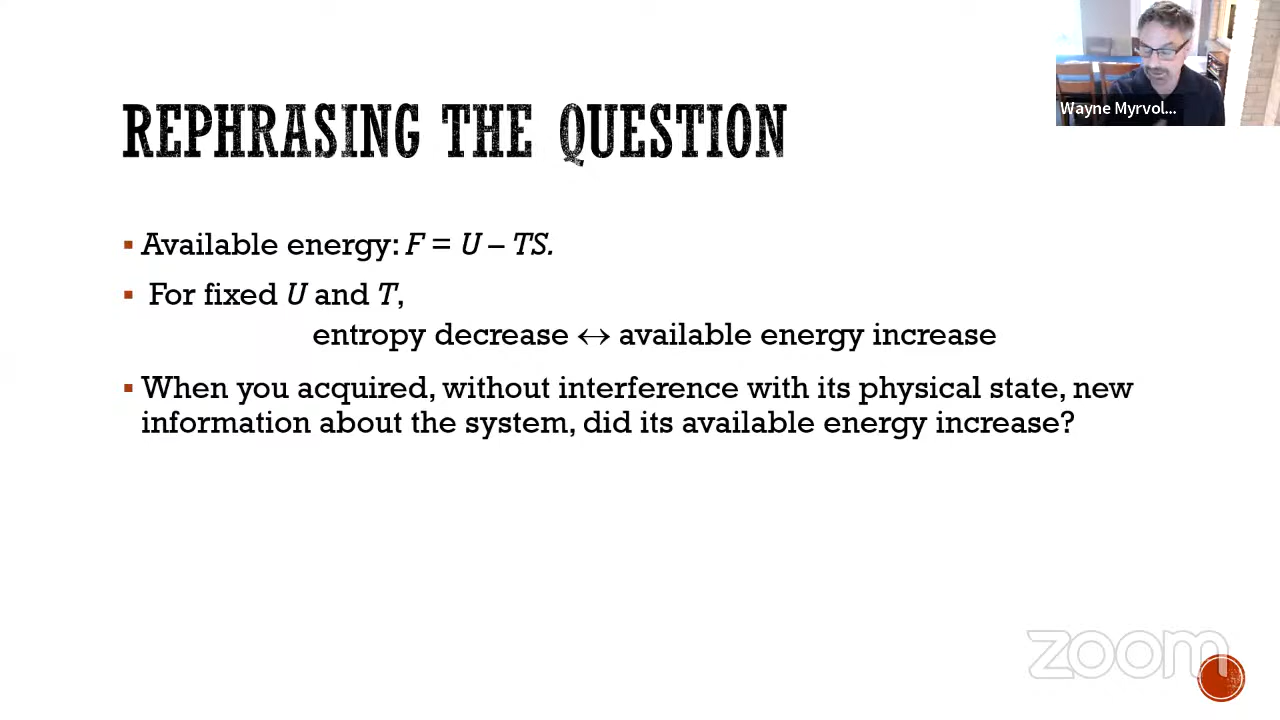 Wayne Myrvol...
REPHRASING THE QUESTION
▪ Available energy: F = U – TS.
▪ For fixed U and T,
entropy decrease ↔ available energy increase
▪ When you acquired, without interference with its physical state, new
information about the system, did its available energy increase?
zoom